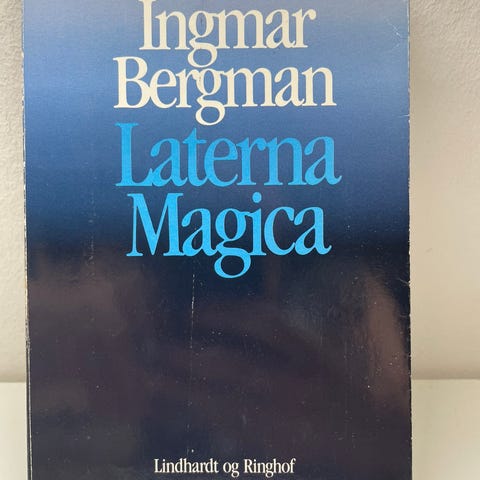 Ingmar
Bergman
Laterna
Magica
Lindhardt og Ringhof